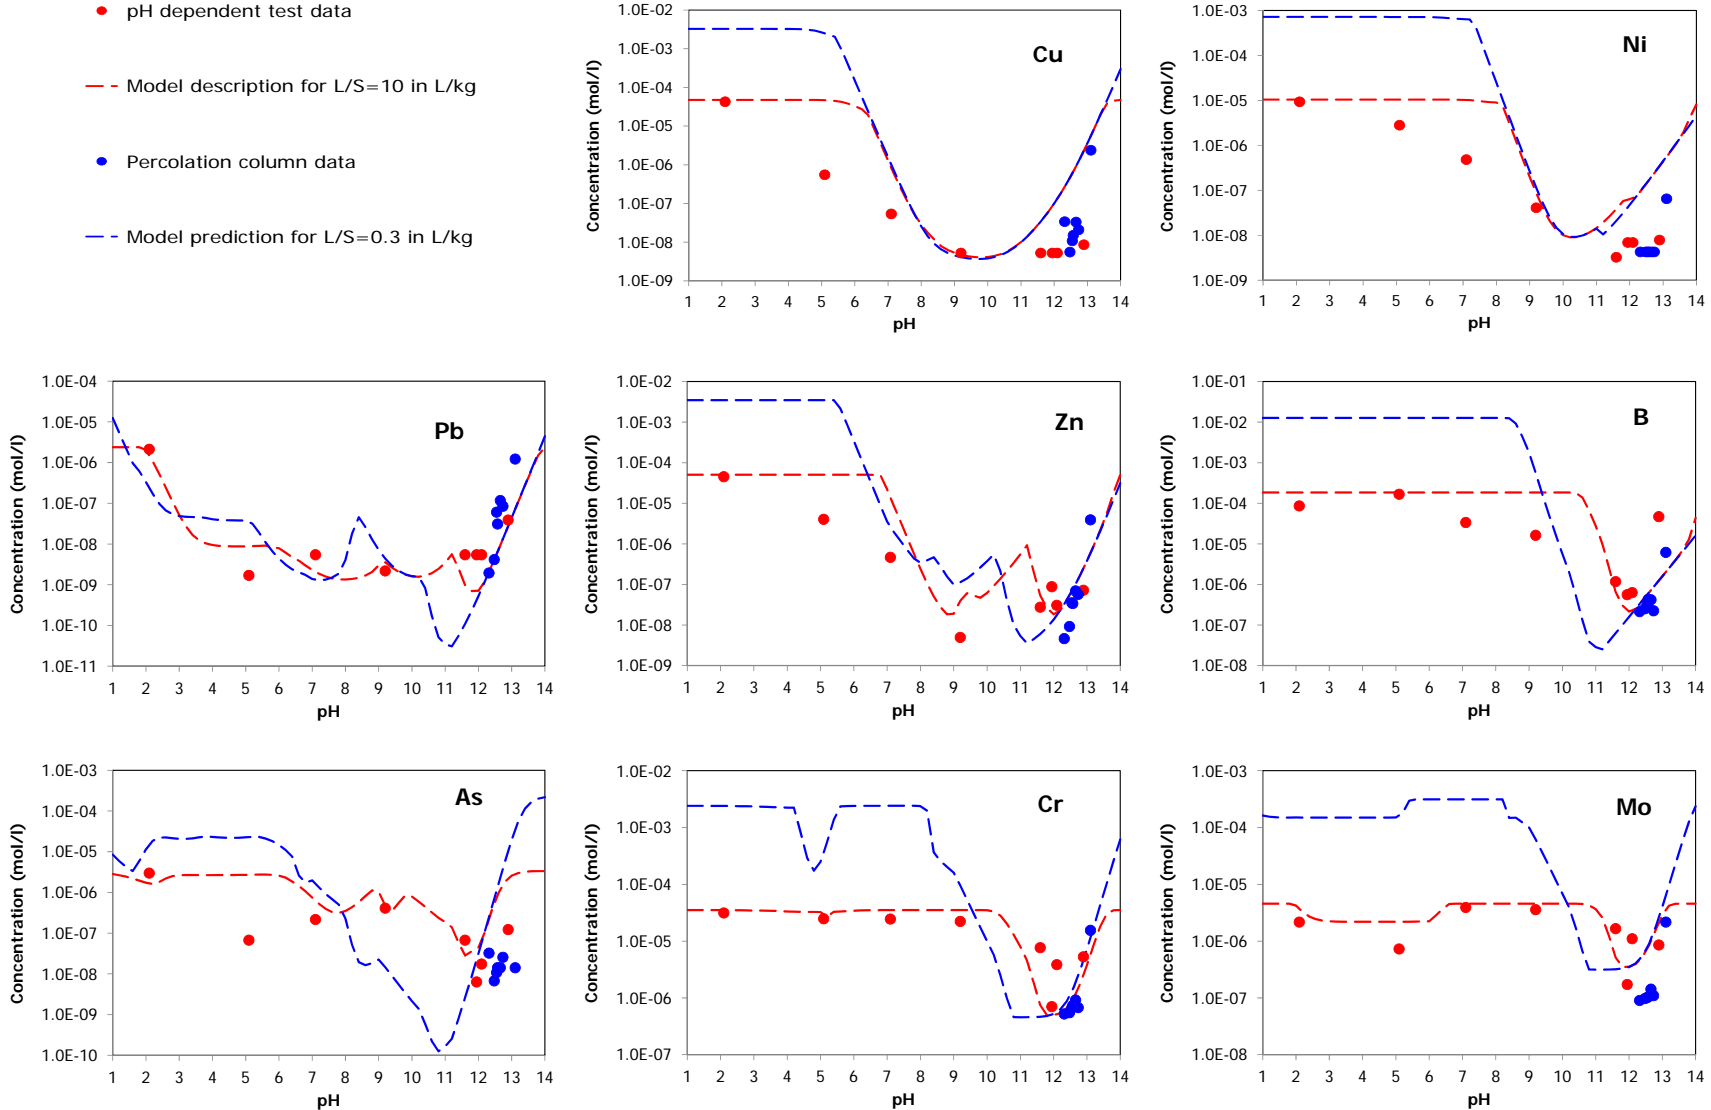 pH dependent test data
Model description for L/S=10 in L/kg
Percolation column data
Model prediction for L/S=0.3 in L/kg
Cu
Concentration (mol/l)
1.0E-02
1.0E-03
1.0E-04
1.0E-05
1.0E-06
1.0E-07
1.0E-08
1.0E-09
1 2 3 4 5 6 7 8 9 10 11 12 13 14
pH
Ni
Concentration (mol/l)
1.0E-03
1.0E-04
1.0E-05
1.0E-06
1.0E-07
1.0E-08
1.0E-09
1 2 3 4 5 6 7 8 9 10 11 12 13 14
pH
Pb
Concentration (mol/l)
1.0E-04
1.0E-05
1.0E-06
1.0E-07
1.0E-08
1.0E-09
1.0E-10
1.0E-11
1 2 3 4 5 6 7 8 9 10 11 12 13 14
pH
Zn
Concentration (mol/l)
1.0E-02
1.0E-03
1.0E-04
1.0E-05
1.0E-06
1.0E-07
1.0E-08
1.0E-09
1 2 3 4 5 6 7 8 9 10 11 12 13 14
pH
B
Concentration (mol/l)
1.0E-01
1.0E-02
1.0E-03
1.0E-04
1.0E-05
1.0E-06
1.0E-07
1.0E-08
1 2 3 4 5 6 7 8 9 10 11 12 13 14
pH
As
Concentration (mol/l)
1.0E-03
1.0E-04
1.0E-05
1.0E-06
1.0E-07
1.0E-08
1.0E-09
1.0E-10
1 2 3 4 5 6 7 8 9 10 11 12 13 14
pH
Cr
Concentration (mol/l)
1.0E-02
1.0E-03
1.0E-04
1.0E-05
1.0E-06
1.0E-07
1 2 3 4 5 6 7 8 9 10 11 12 13 14
pH
Mo
Concentration (mol/l)
1.0E-03
1.0E-04
1.0E-05
1.0E-06
1.0E-07
1.0E-08
1 2 3 4 5 6 7 8 9 10 11 12 13 14
pH